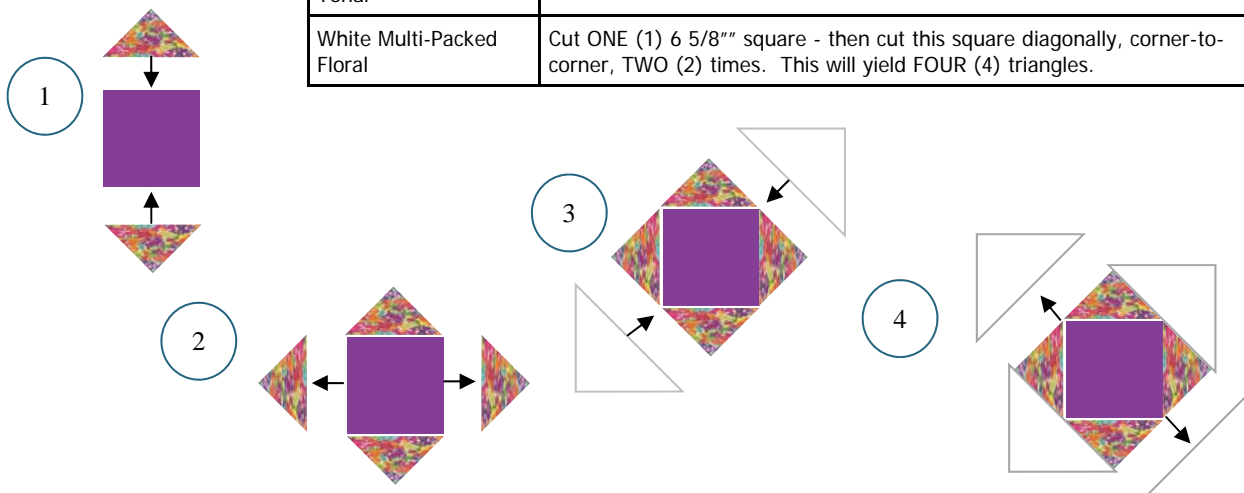 White Multi-Packed
Floral
Cut ONE (1) 6 5/8"" square - then cut this square diagonally, corner-to-
corner, TWO (2) times.  This will yield FOUR (4) triangles.
1
2
3
4